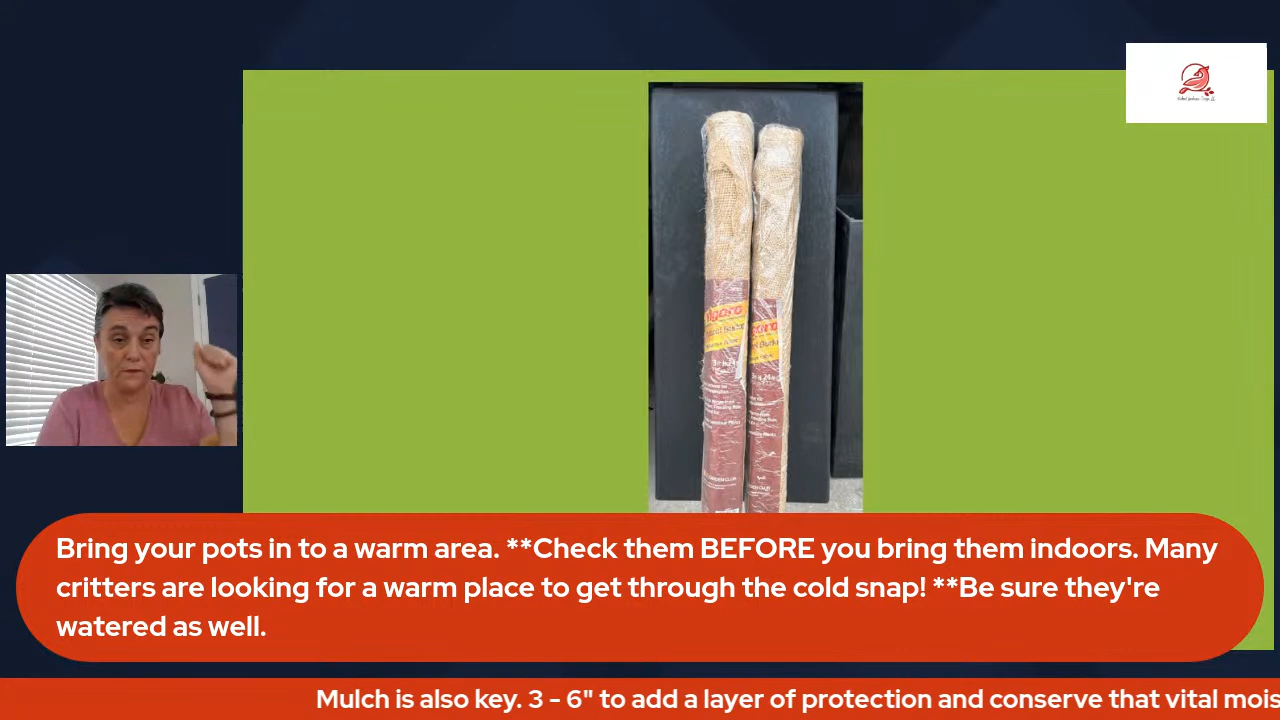 Bring your pots in to a warm area. **Check them BEFORE you bring them indoors. Many
critters are looking for a warm place to get through the cold snap! **Be sure they're
watered as well.
Mulch is also key. 3 - 6" to add a layer of protection and conserve that vital mois